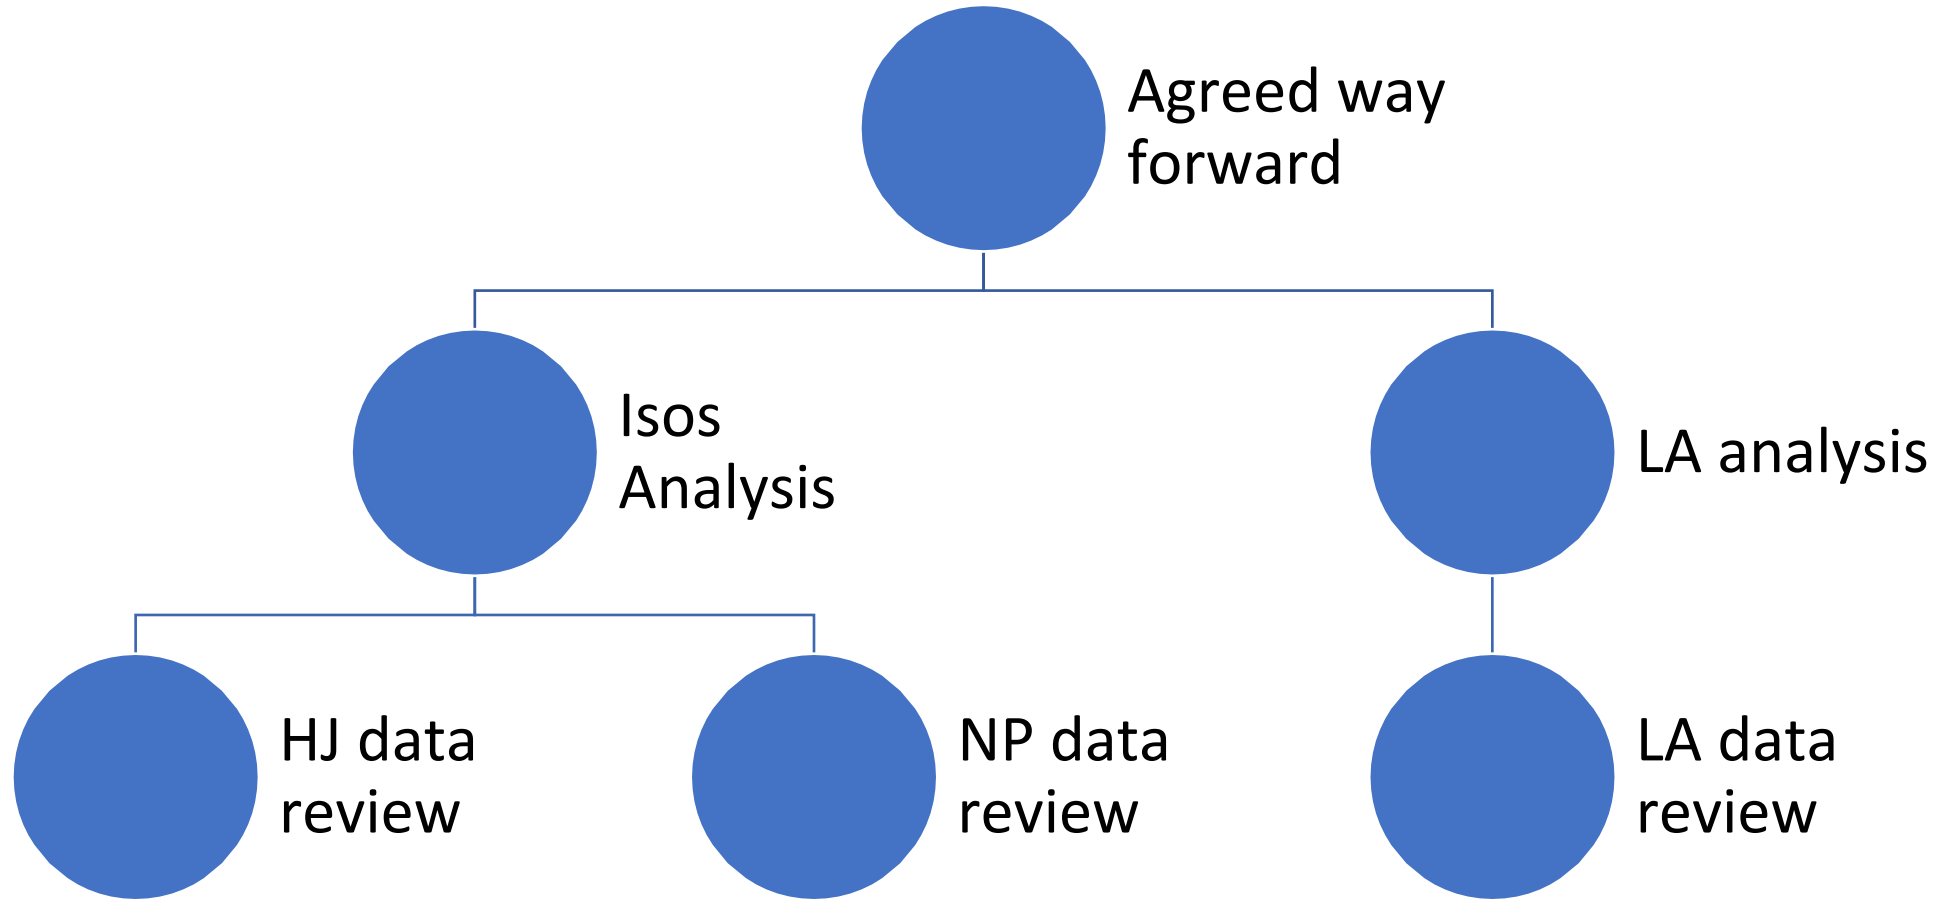 Agreed way
forward
Isos
Analysis
LA analysis
HJ data
review
NP data
review
LA data
review